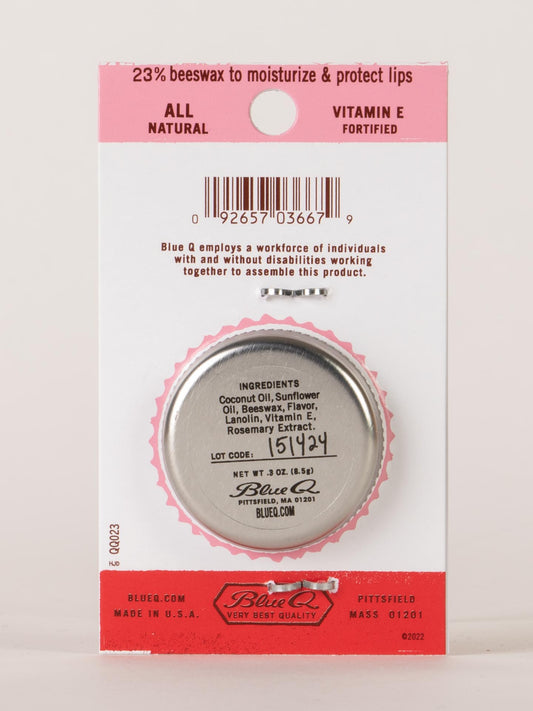 23% beeswax to moisturize & protect lips
ALL
NATURAL
VITAMIN E
FORTIFIED
0 92657 03667 9
Blue Q employs a workforce of individuals
with and without disabilities working
together to assemble this product.
INGREDIENTS
Coconut Oil, Sunflower
Oil, Beeswax, Flavor,
Lanolin, Vitamin E,
Rosemary Extract.
LOT CODE: 151424
NET WT .3 OZ. (8.5g)
Blue Q
PITTSFIELD, MA 01201
BLUEQ.COM
QQ023
HJD
BLUEQ.COM
MADE IN U.S.A.
Blue Q
VERY BEST QUALITY
PITTSFIELD
MASS 01201
©2022